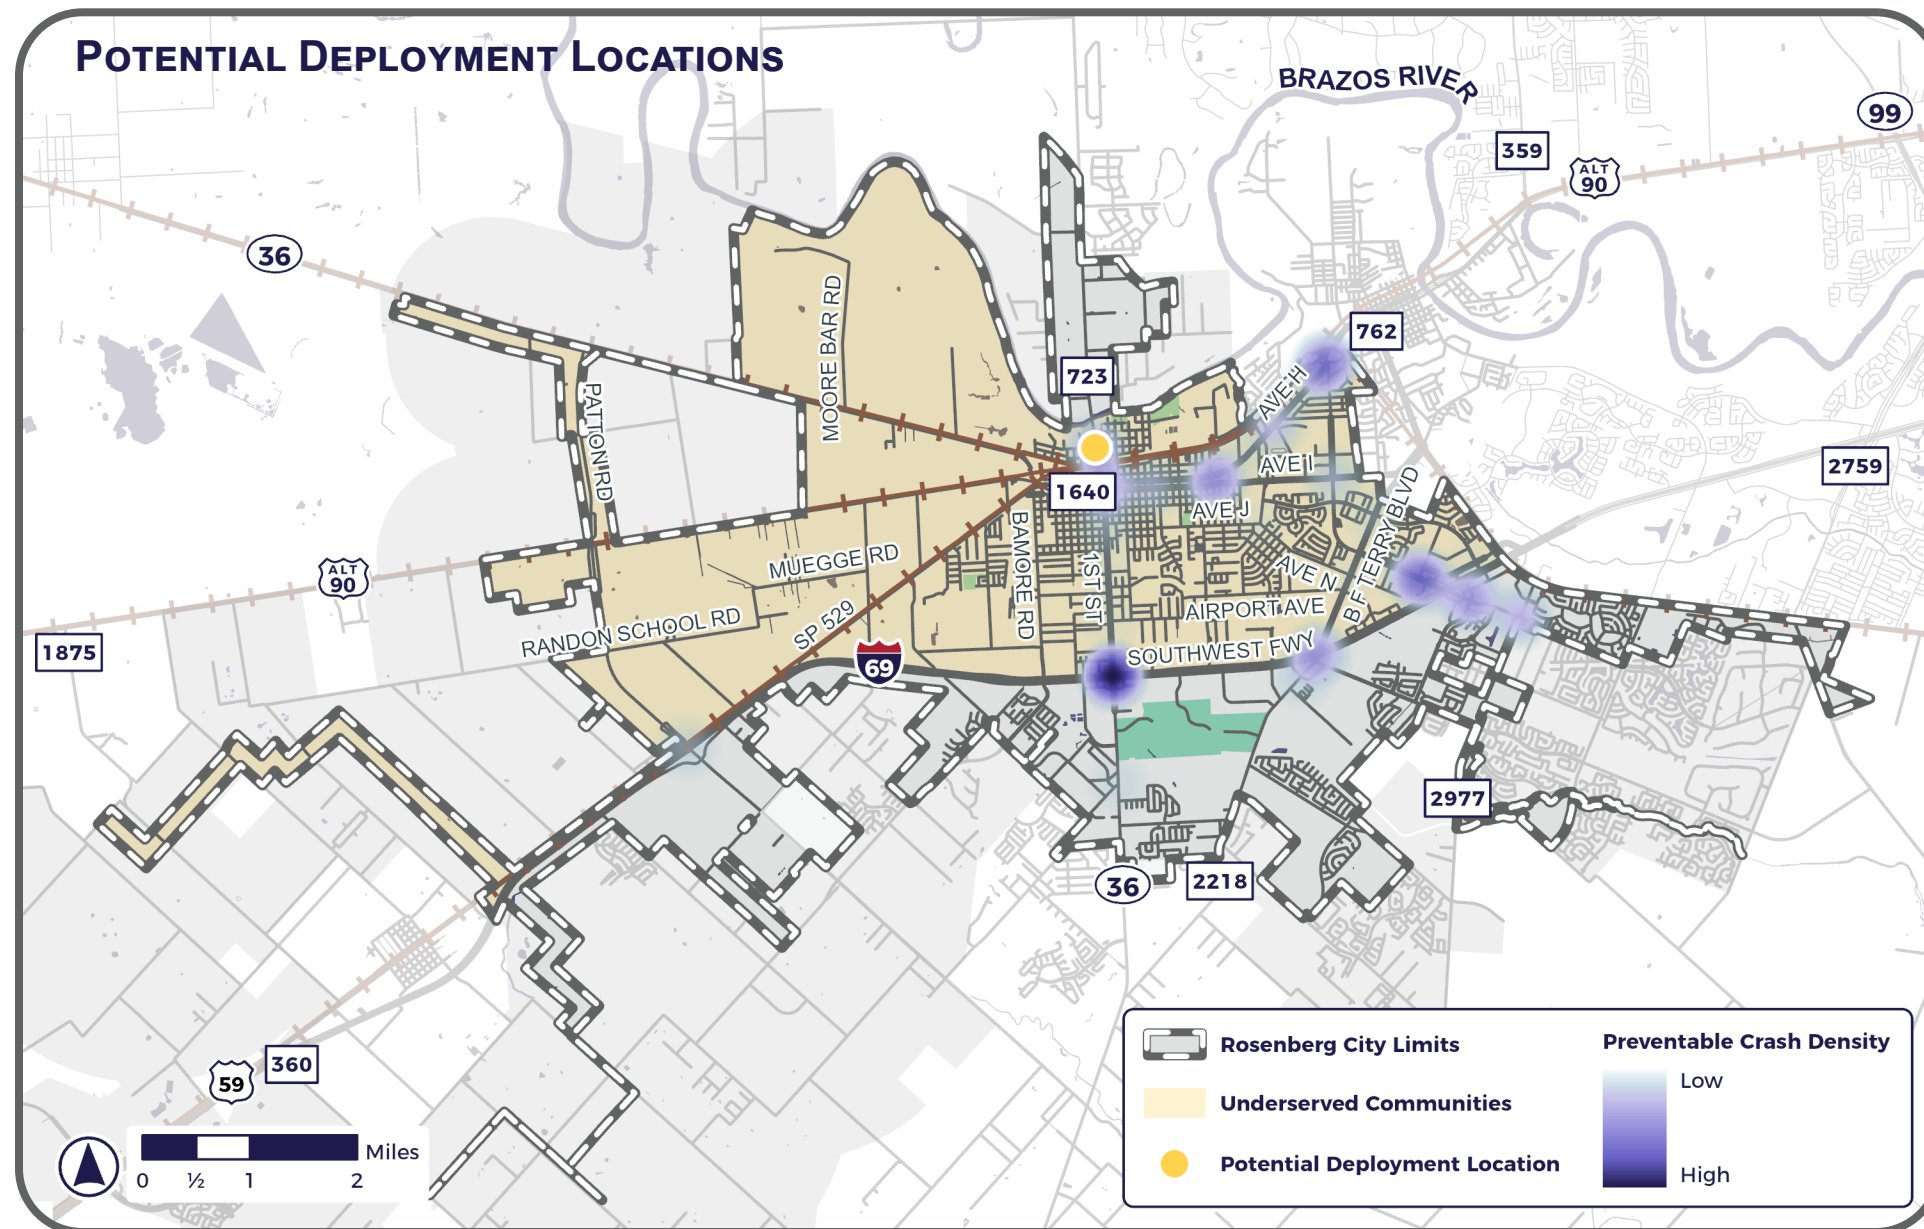 POTENTIAL DEPLOYMENT LOCATIONS
BRAZOS RIVER
99
359
ALT
90
36
762
723
MOORE BAR RD
AVE H
PATTON RD
AVE I
2759
1640
AVE J
B F TERRY BLVD
BAMORE RD
1ST ST
MUEGGE RD
AVE N
ALT
90
AIRPORT AVE
RANDON SCHOOL RD
SP 529
1875
SOUTHWEST FWY
69
2977
36
2218
360
59
0 ½ 1 2 Miles
Rosenberg City Limits
Underserved Communities
Potential Deployment Location
Preventable Crash Density
Low
High